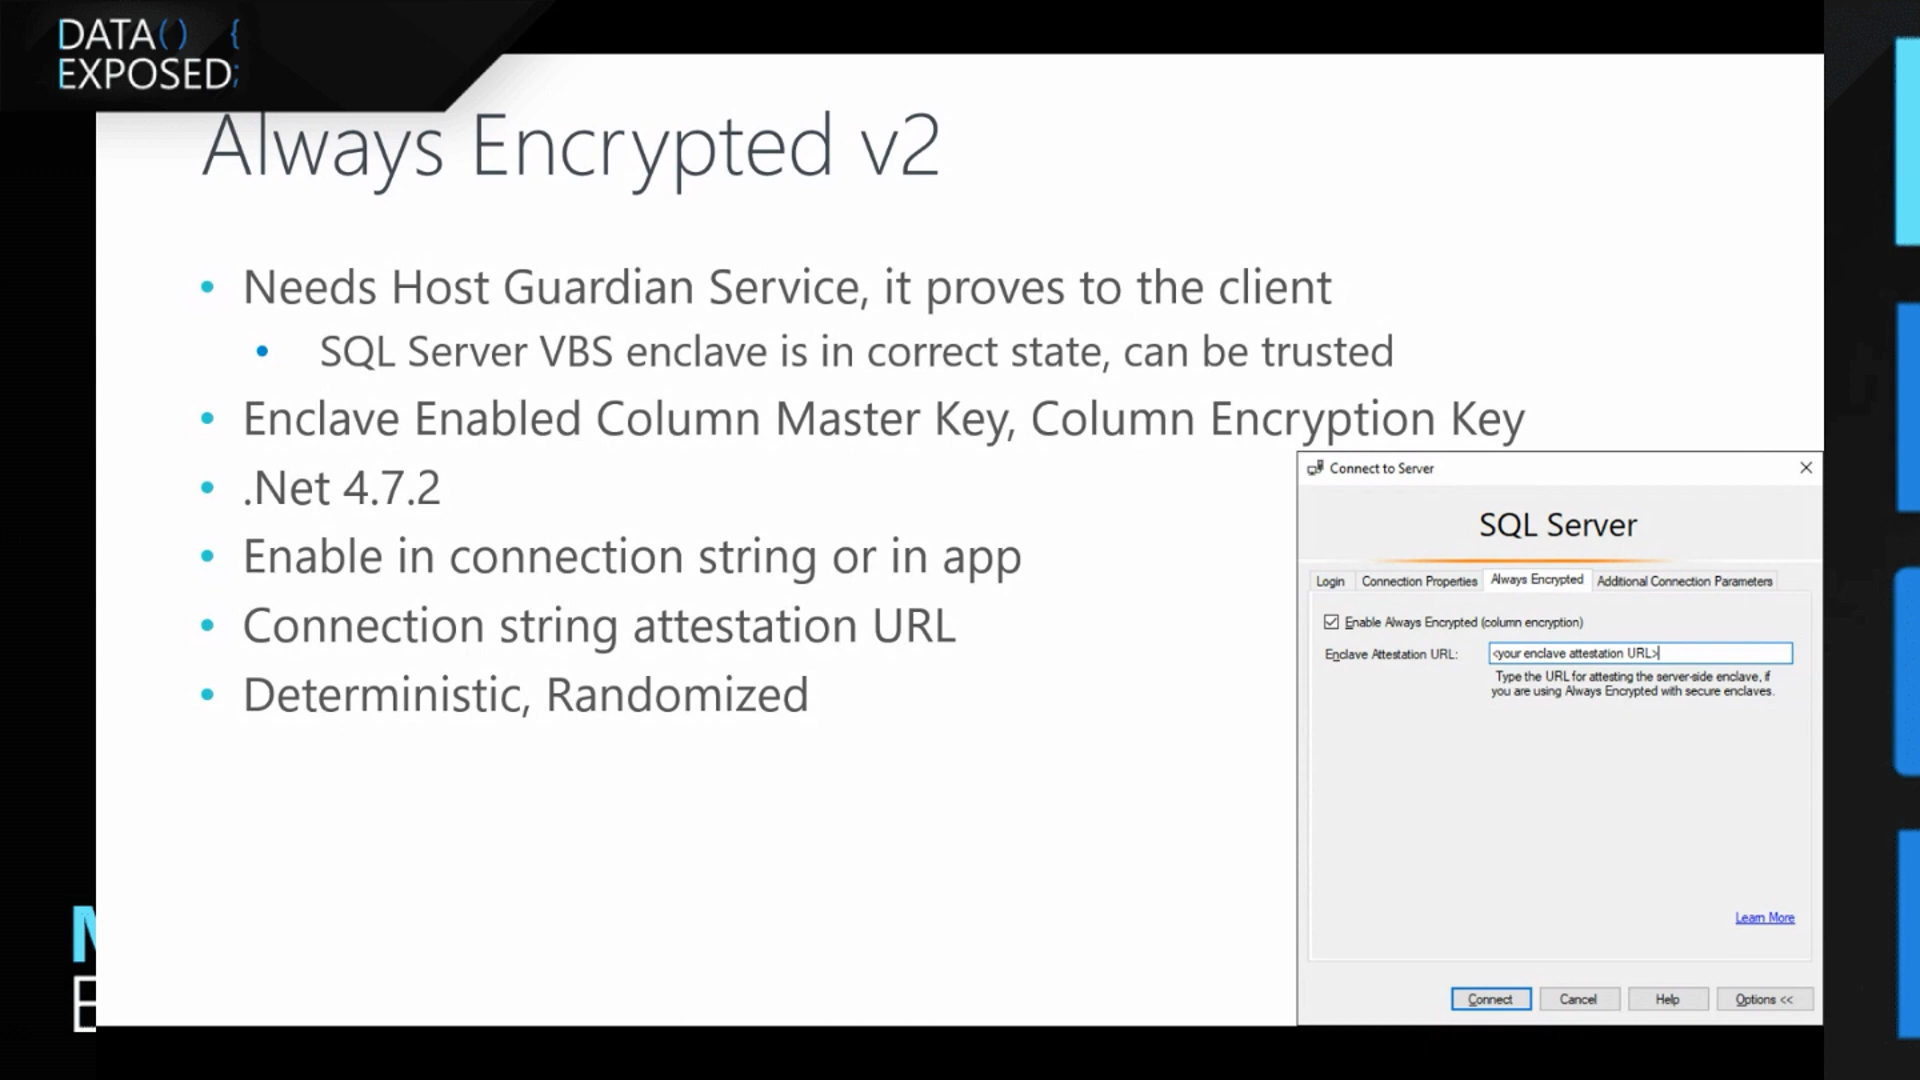 DATA() {
EXPOSED;
Always Encrypted v2
• Needs Host Guardian Service, it proves to the client
• SQL Server VBS enclave is in correct state, can be trusted
• Enclave Enabled Column Master Key, Column Encryption Key
• .Net 4.7.2
• Enable in connection string or in app
• Connection string attestation URL
• Deterministic, Randomized
Connect to Server
SQL Server
Login Connection Properties Always Encrypted Additional Connection Parameters
Enable Always Encrypted (column encryption)
Enclave Attestation URL: <your enclave attestation URL>
Type the URL for attesting the server-side enclave, if
you are using Always Encrypted with secure enclaves.
Learn More
Connect Cancel Help Options <<